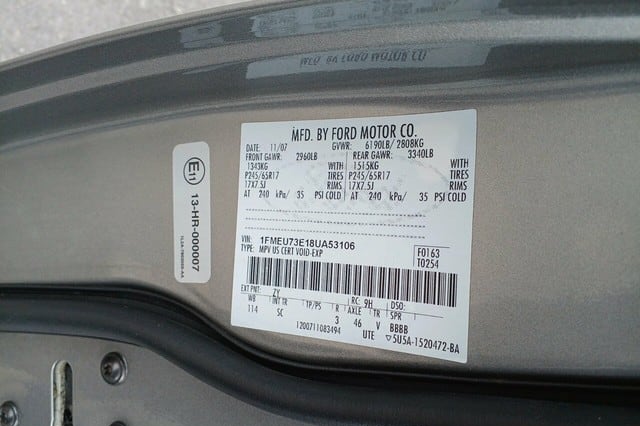 MFD. BY FORD MOTOR CO.
DATE: 11/07 GVWR: 6190LB/ 2808KG
FRONT GAWR: 2960LB REAR GAWR: 3340LB
1343KG WITH 1515KG WITH
P245/65R17 TIRES P245/65R17 TIRES
17X7.5J RIMS 17X7.5J RIMS
AT 240 kPa/ 35 PSI COLD AT 240 kPa/ 35 PSI COLD
VIN: 1FMEU73E18UA53106
TYPE: MPV US CERT VOID-EXP
F0163
T0254
EXT PNT: ZY RC: 9H DSO:
WB INT TR TP/PS R AXLE TR SPR
114 SC 3 46 V BBBB
1200711083494 UTE 5U5A-1520472-BA
E11 13-HR-0000007